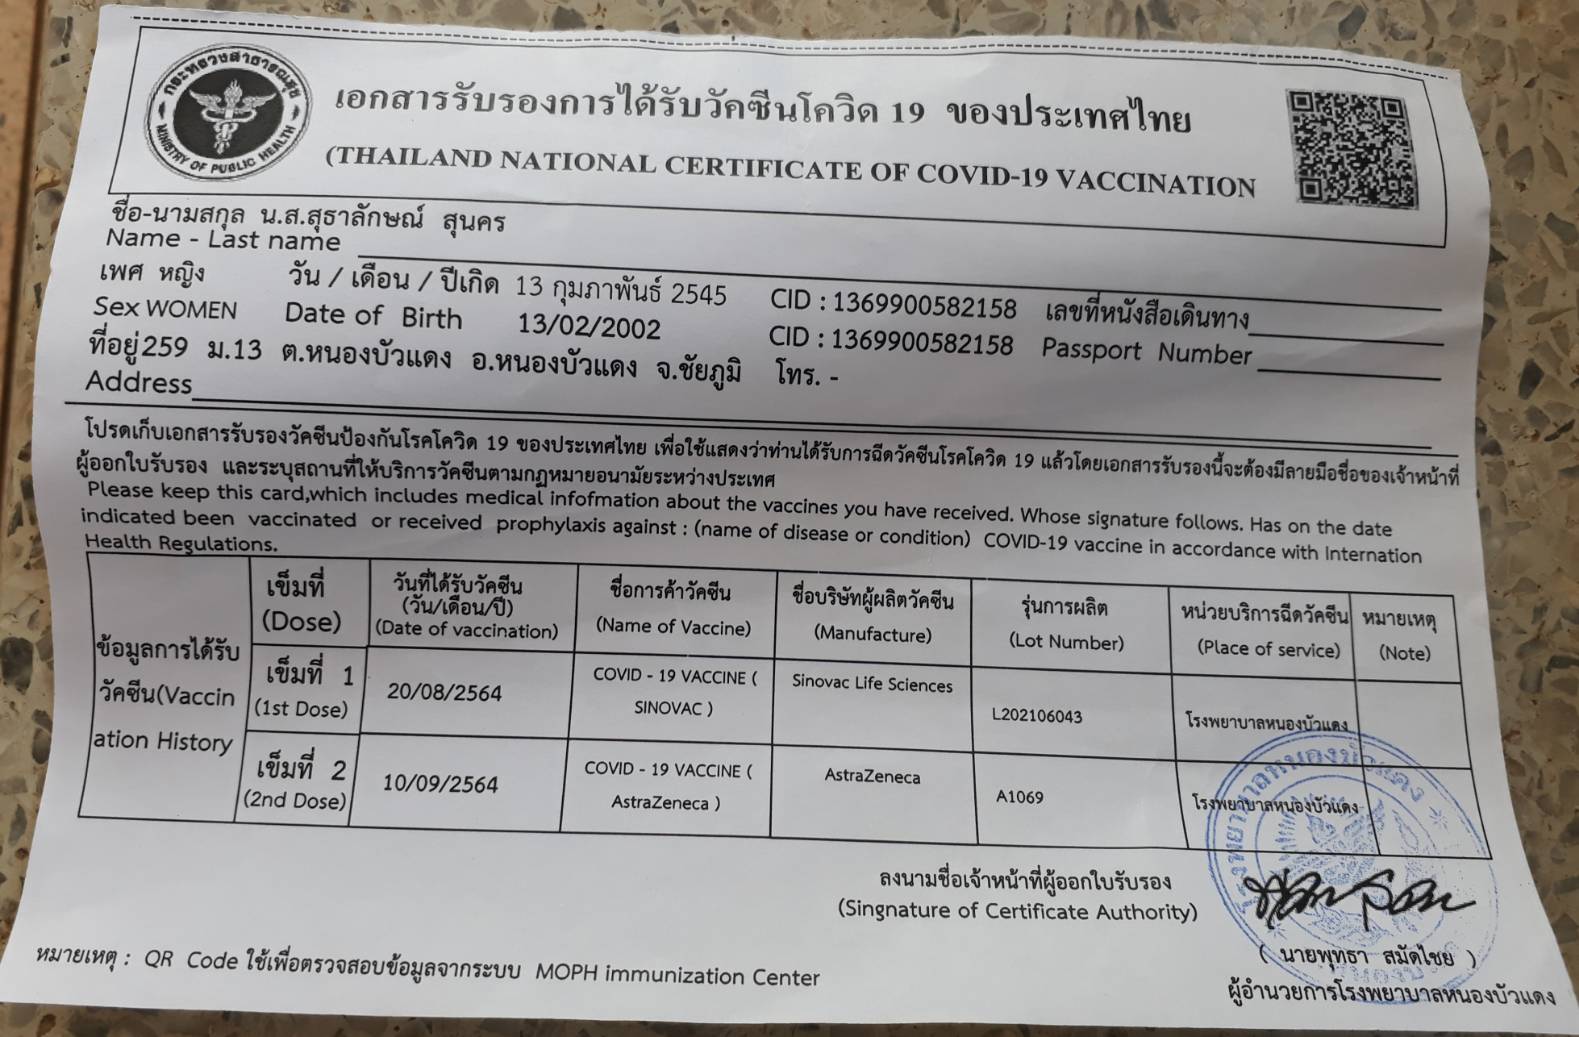 กระทรวงสาธารณสุข
MINISTRY OF PUBLIC HEALTH
เอกสารรับรองการได้รับวัคซีนโควิด 19 ของประเทศไทย
(THAILAND NATIONAL CERTIFICATE OF COVID-19 VACCINATION
ชื่อ-นามสกุล น.ส.สุธาลักษณ์ สุนคร
Name - Last name
เพศ หญิง วัน / เดือน / ปีเกิด 13 กุมภาพันธ์ 2545 CID : 1369900582158 เลขที่หนังสือเดินทาง
Sex WOMEN Date of Birth 13/02/2002 CID : 1369900582158 Passport Number
ที่อยู่ 259 ม.13 ต.หนองบัวแดง อ.หนองบัวแดง จ.ชัยภูมิ โทร. -
Address
โปรดเก็บเอกสารรับรองวัคซีนป้องกันโรคโควิด 19 ของประเทศไทย เพื่อใช้แสดงว่าท่านได้รับการฉีดวัคซีนโรคโควิด 19 แล้วโดยเอกสารรับรองนี้จะต้องมีลายมือชื่อของเจ้าหน้าที่
ผู้ออกใบรับรอง และระบุสถานที่ให้บริการวัคซีนตามกฎหมายอนามัยระหว่างประเทศ
Please keep this card,which includes medical infofmation about the vaccines you have received. Whose signature follows. Has on the date
indicated been vaccinated or received prophylaxis against : (name of disease or condition) COVID-19 vaccine in accordance with Internation
Health Regulations.
ข้อมูลการได้รับ
วัคซีน(Vaccin
ation History
เข็มที่
(Dose)
วันที่ได้รับวัคซีน
(วัน/เดือน/ปี)
(Date of vaccination)
ชื่อการค้าวัคซีน
(Name of Vaccine)
ชื่อบริษัทผู้ผลิตวัคซีน
(Manufacture)
รุ่นการผลิต
(Lot Number)
หน่วยบริการฉีดวัคซีน
(Place of service)
หมายเหตุ
(Note)
เข็มที่ 1
(1st Dose)
20/08/2564
COVID - 19 VACCINE (
SINOVAC )
Sinovac Life Sciences
L202106043
โรงพยาบาลหนองบัวแดง
เข็มที่ 2
(2nd Dose)
10/09/2564
COVID - 19 VACCINE (
AstraZeneca )
AstraZeneca
A1069
โรงพยาบาลหนองบัวแดง
โรงพยาบาลหนองบัวแดง
ลงนามชื่อเจ้าหน้าที่ผู้ออกใบรับรอง
(Singnature of Certificate Authority)
( นายพุทธา สมัดไชย )
ผู้อำนวยการโรงพยาบาลหนองบัวแดง
หมายเหตุ : QR Code ใช้เพื่อตรวจสอบข้อมูลจากระบบ MOPH immunization Center